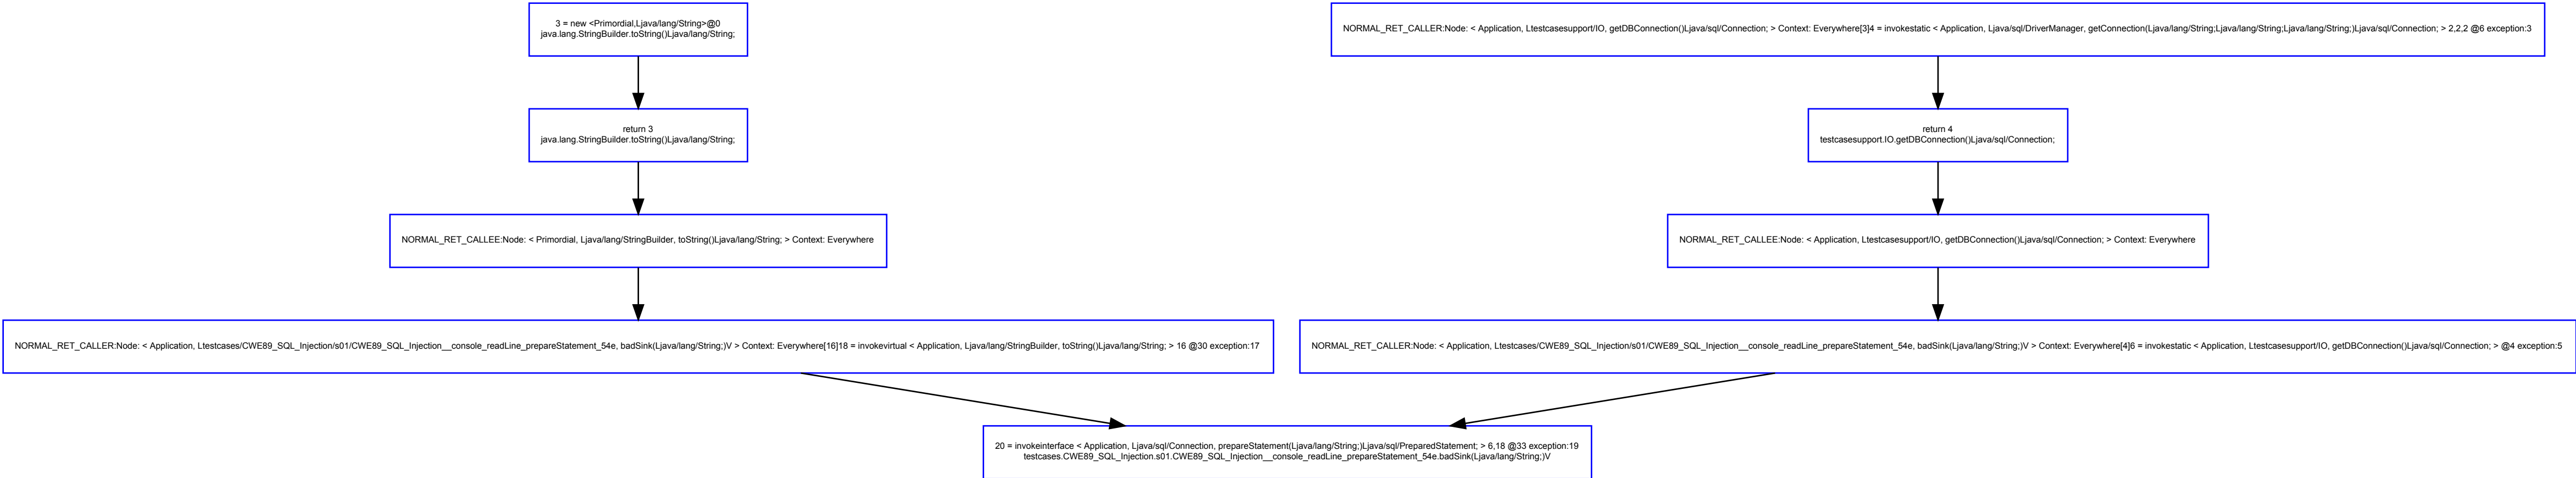 3 = new <Primordial,Ljava/lang/String>@0
java.lang.StringBuilder.toString()Ljava/lang/String;
NORMAL_RET_CALLER:Node: < Application, Ltestcasesupport/IO, getDBConnection()Ljava/sql/Connection; > Context: Everywhere[3]4 = invokestatic < Application, Ljava/sql/DriverManager, getConnection(Ljava/lang/String;Ljava/lang/String;Ljava/lang/String;)Ljava/sql/Connection; > 2,2,2 @6 exception:3
return 3
java.lang.StringBuilder.toString()Ljava/lang/String;
return 4
testcasesupport.IO.getDBConnection()Ljava/sql/Connection;
NORMAL_RET_CALLEE:Node: < Primordial, Ljava/lang/StringBuilder, toString()Ljava/lang/String; > Context: Everywhere
NORMAL_RET_CALLEE:Node: < Application, Ltestcasesupport/IO, getDBConnection()Ljava/sql/Connection; > Context: Everywhere
NORMAL_RET_CALLER:Node: < Application, Ltestcases/CWE89_SQL_Injection/s01/CWE89_SQL_Injection__console_readLine_prepareStatement_54e, badSink(Ljava/lang/String;)V > Context: Everywhere[16]18 = invokevirtual < Application, Ljava/lang/StringBuilder, toString()Ljava/lang/String; > 16 @30 exception:17
NORMAL_RET_CALLER:Node: < Application, Ltestcases/CWE89_SQL_Injection/s01/CWE89_SQL_Injection__console_readLine_prepareStatement_54e, badSink(Ljava/lang/String;)V > Context: Everywhere[4]6 = invokestatic < Application, Ltestcasesupport/IO, getDBConnection()Ljava/sql/Connection; > @4 exception:5
20 = invokeinterface < Application, Ljava/sql/Connection, prepareStatement(Ljava/lang/String;)Ljava/sql/PreparedStatement; > 6,18 @33 exception:19
testcases.CWE89_SQL_Injection.s01.CWE89_SQL_Injection__console_readLine_prepareStatement_54e.badSink(Ljava/lang/String;)V